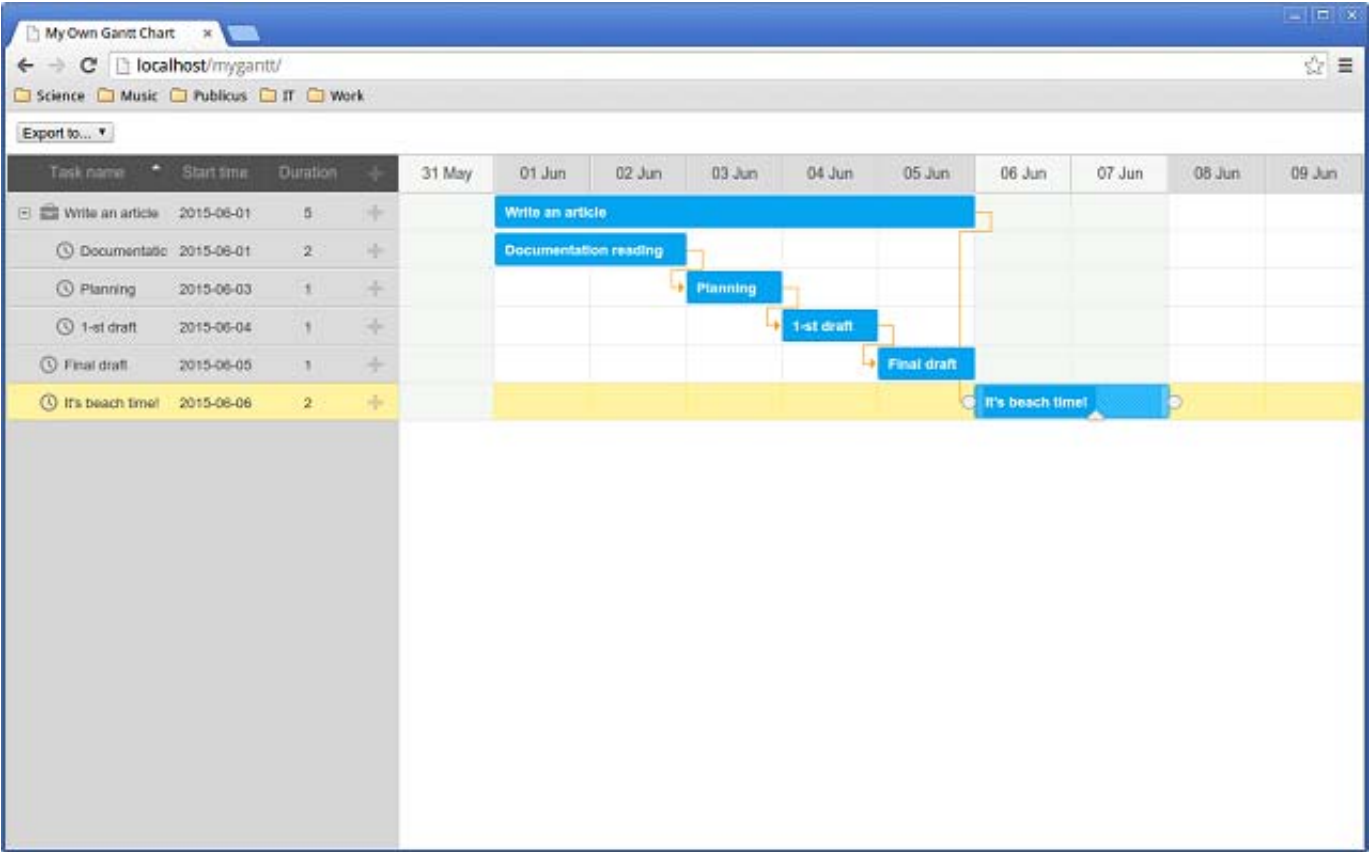 My Own Gantt Chart
localhost/mygantt/
Science Music Publicus IT Work
Export to...
Task name Start time Duration 31 May 01 Jun 02 Jun 03 Jun 04 Jun 05 Jun 06 Jun 07 Jun 08 Jun 09 Jun
Write an article 2015-06-01 5 Write an article
Documentatic 2015-06-01 2 Documentation reading
Planning 2015-06-03 1 Planning
1-st draft 2015-06-04 1 1-st draft
Final draft 2015-06-05 1 Final draft
It's beach time! 2015-06-06 2 It's beach time!